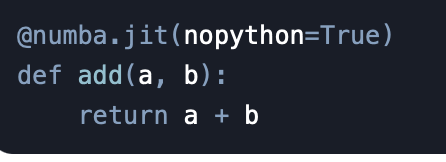 @numba.jit(nopython=True)
def add(a, b):
    return a + b